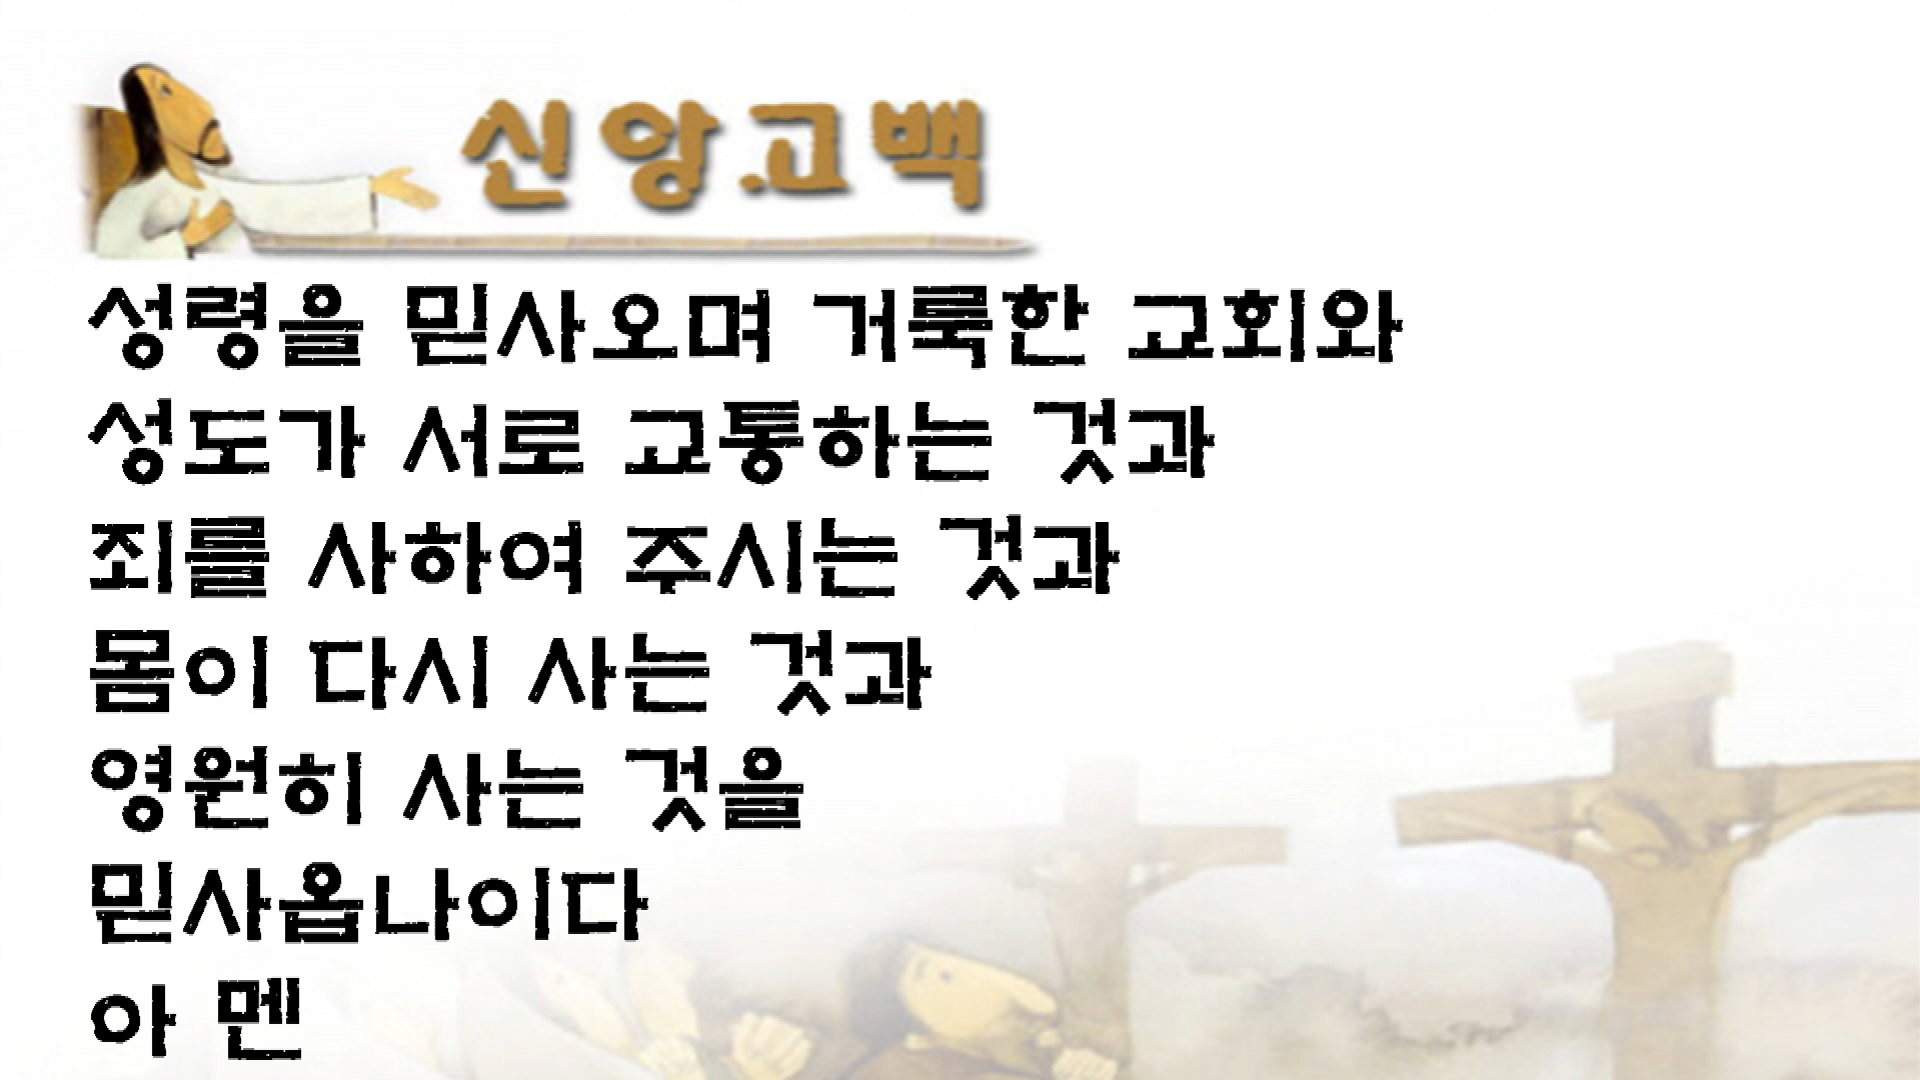 신앙고백
성령을 믿사오며 거룩한 교회와
성도가 서로 교통하는 것과
죄를 사하여 주시는 것과
몸이 다시 사는 것과
영원히 사는 것을
믿사옵나이다
아 멘